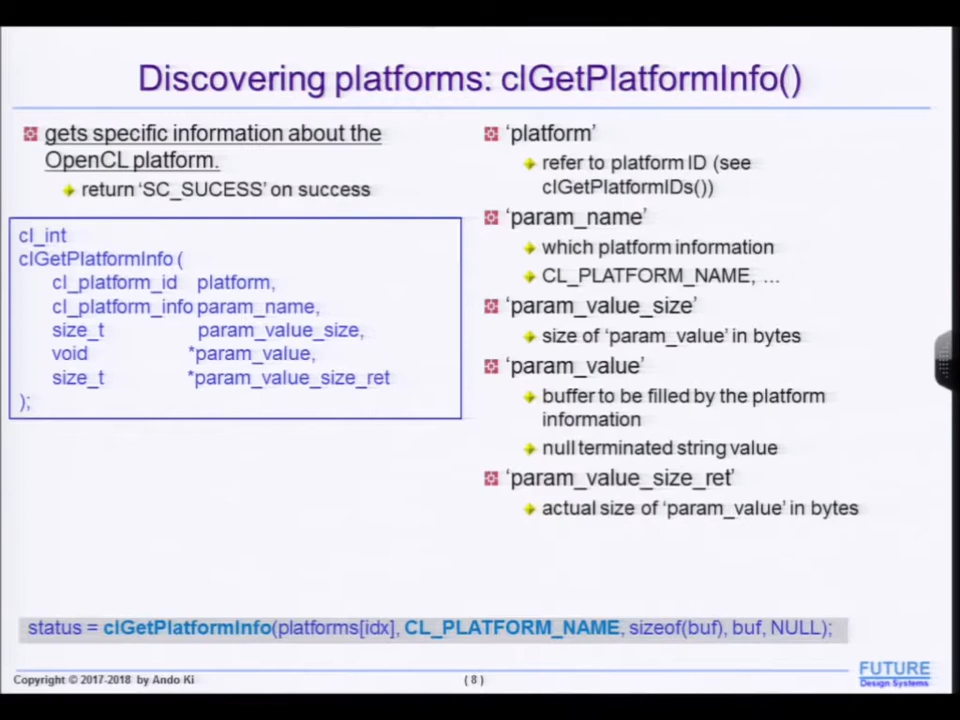 Discovering platforms: clGetPlatformInfo()
gets specific information about the
OpenCL platform.
return 'SC_SUCESS' on success
cl_int
clGetPlatformInfo (
cl_platform_id platform,
cl_platform_info param_name,
size_t param_value_size,
void *param_value,
size_t *param_value_size_ret
);
'platform'
refer to platform ID (see
clGetPlatformIDs())
'param_name'
which platform information
CL_PLATFORM_NAME, ...
'param_value_size'
size of 'param_value' in bytes
'param_value'
buffer to be filled by the platform
information
null terminated string value
'param_value_size_ret'
actual size of 'param_value' in bytes
status = clGetPlatformInfo(platforms[idx], CL_PLATFORM_NAME, sizeof(buf), buf, NULL);
Copyright © 2017-2018 by Ando Ki
( 8 )
FUTURE
Design Systems